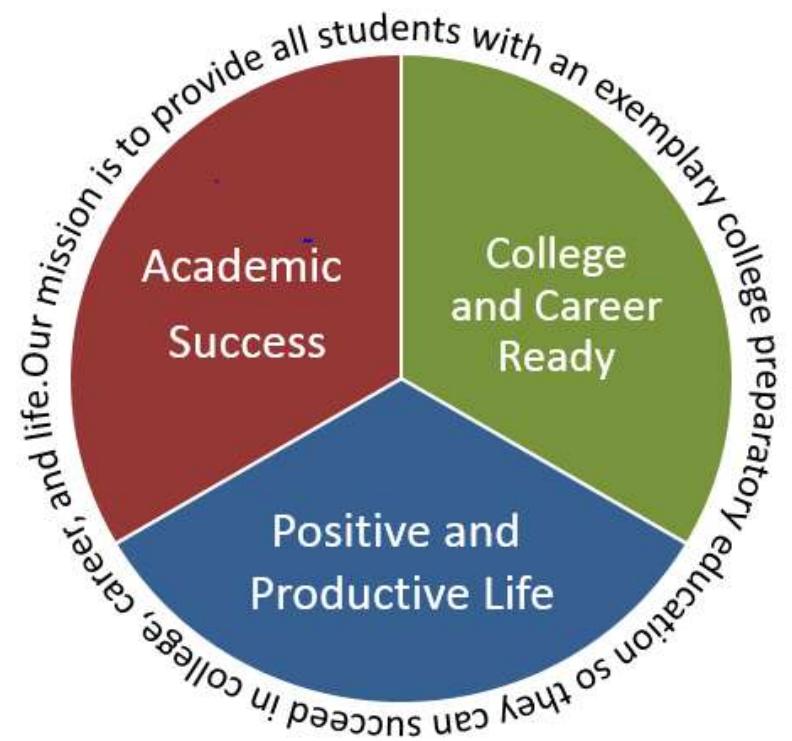 Our mission is to provide all students with an exemplary college preparatory education so they can succeed in college, career, and life.
Academic
Success
College
and Career
Ready
Positive and
Productive Life